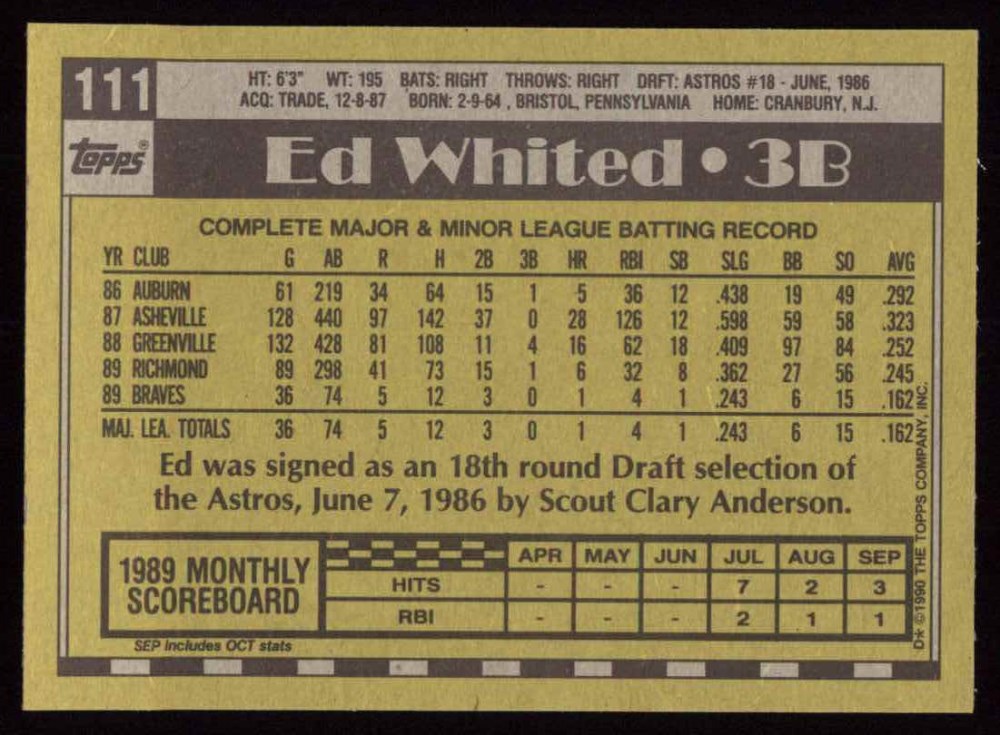 111
HT: 6'3" WT: 195 BATS: RIGHT THROWS: RIGHT DRFT: ASTROS #18 - JUNE, 1986
ACQ: TRADE, 12-8-87 BORN: 2-9-64 , BRISTOL, PENNSYLVANIA HOME: CRANBURY, N.J.
topps®
Ed Whited • 3B
COMPLETE MAJOR & MINOR LEAGUE BATTING RECORD
YR CLUB G AB R H 2B 3B HR RBI SB SLG BB SO AVG
86 AUBURN 61 219 34 64 15 1 5 36 12 .438 19 49 .292
87 ASHEVILLE 128 440 97 142 37 0 28 126 12 .598 59 58 .323
88 GREENVILLE 132 428 81 108 11 4 16 62 18 .409 97 84 .252
89 RICHMOND 89 298 41 73 15 1 6 32 8 .362 27 56 .245
89 BRAVES 36 74 5 12 3 0 1 4 1 .243 6 15 .162
MAJ. LEA. TOTALS 36 74 5 12 3 0 1 4 1 .243 6 15 .162
Ed was signed as an 18th round Draft selection of
the Astros, June 7, 1986 by Scout Clary Anderson.
1989 MONTHLY
SCOREBOARD
APR MAY JUN JUL AUG SEP
HITS - - - 7 2 3
RBI - - - 2 1 1
SEP includes OCT stats
D* ©1990 THE TOPPS COMPANY, INC.